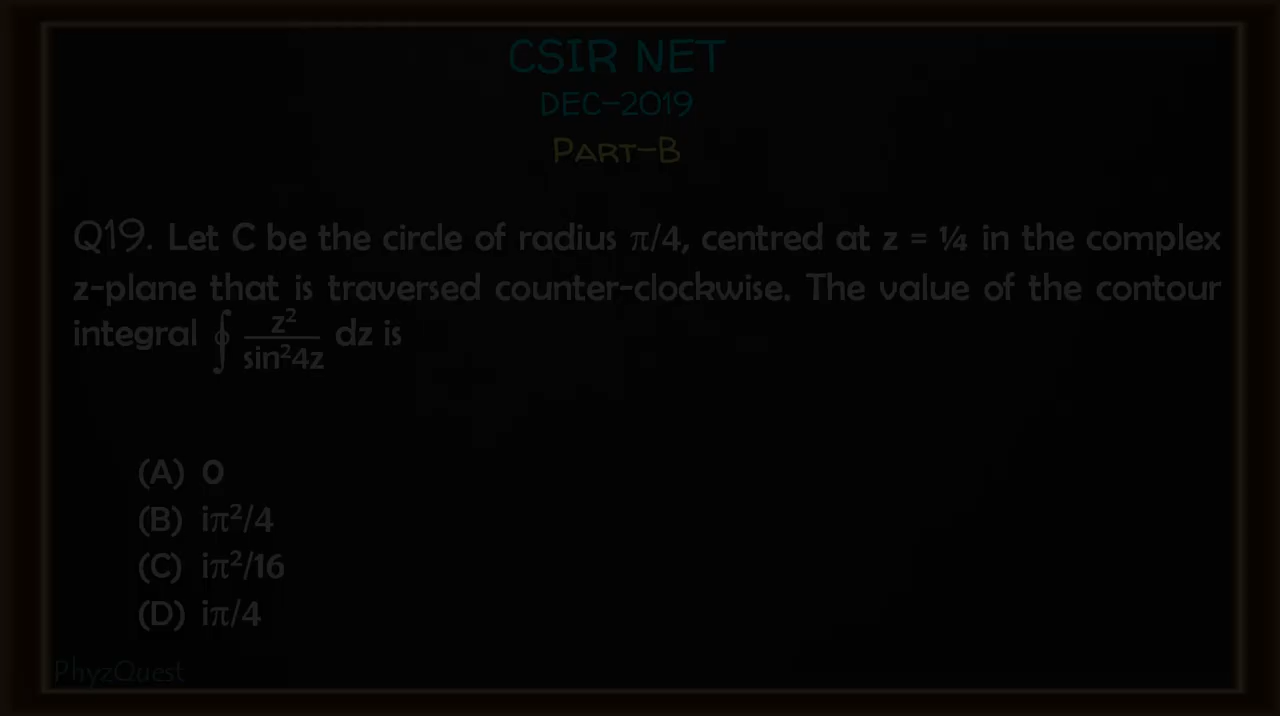 CSIR NET
DEC-2019
PART-B
Q19. Let C be the circle of radius π/4, centred at z = ¼ in the complex
z-plane that is traversed counter-clockwise. The value of the contour
integral ∮ z²/sin²4z dz is
(A) 0
(B) iπ²/4
(C) iπ²/16
(D) iπ/4
PhyzQuest